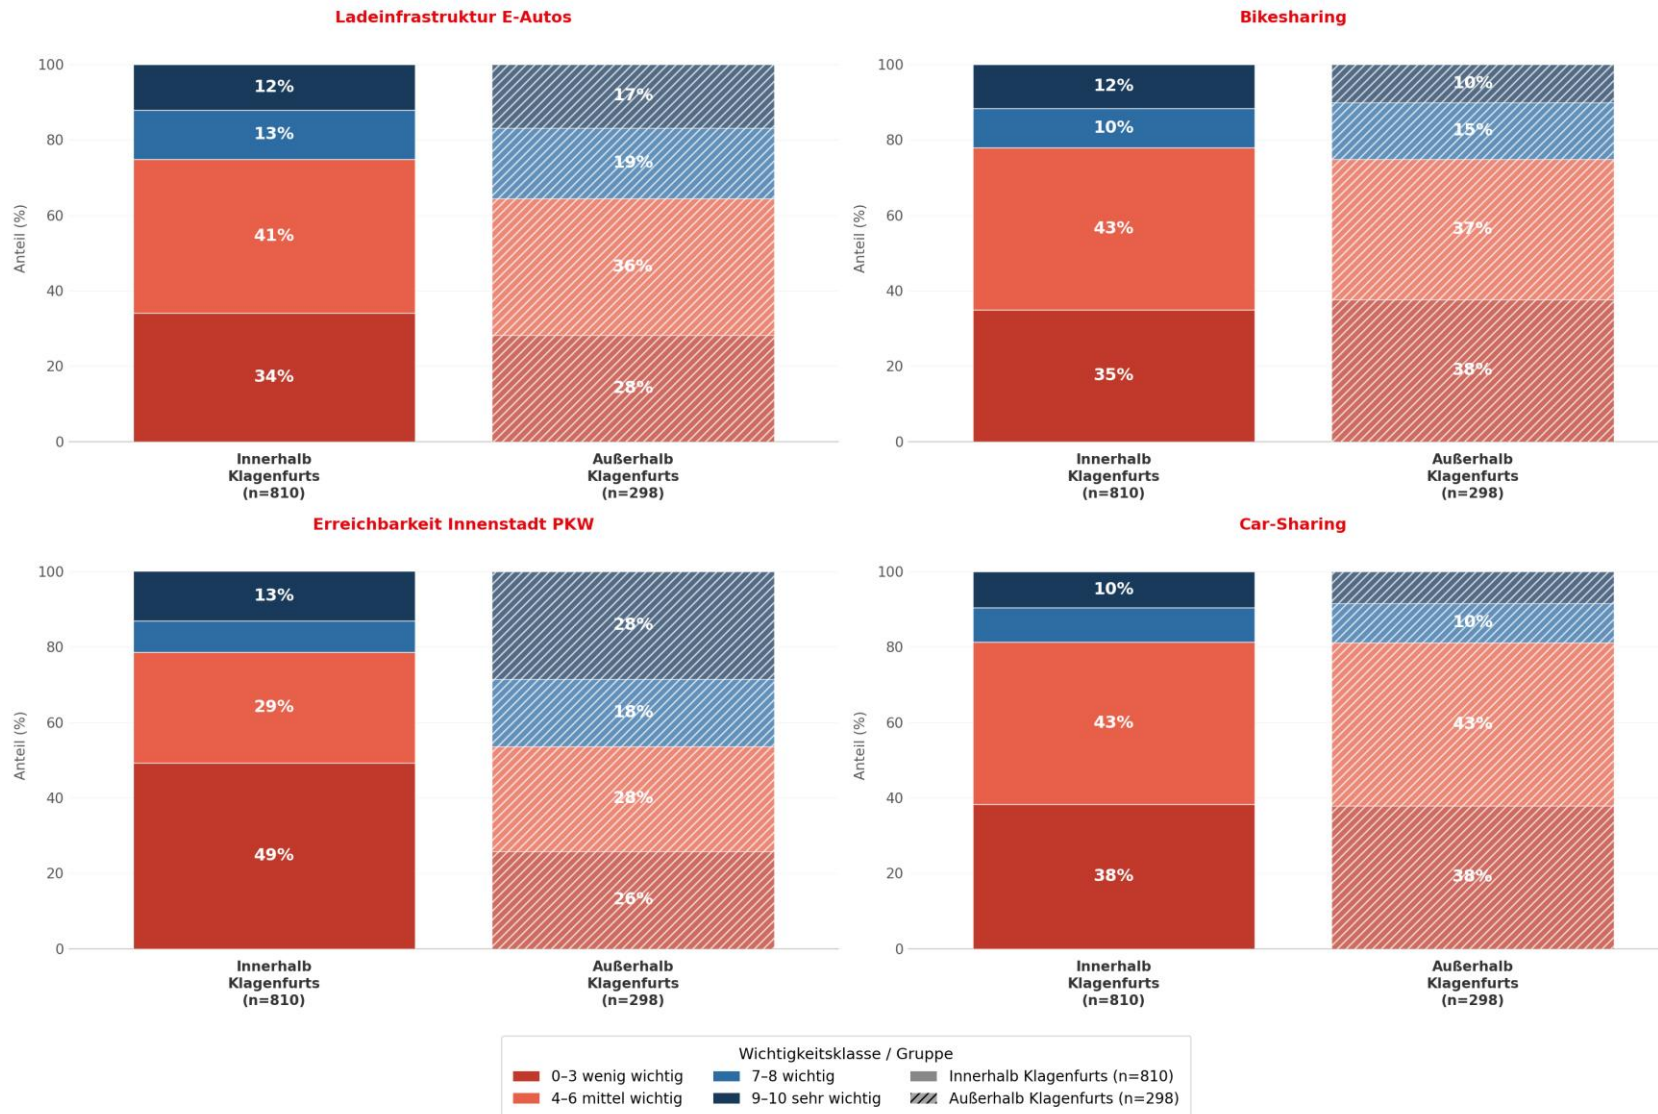 Ladeinfrastruktur E-Autos
Anteil (%)
100
80
60
40
20
0
12%
13%
41%
34%
17%
19%
36%
28%
Innerhalb
Klagenfurts
(n=810)
Außerhalb
Klagenfurts
(n=298)
Bikesharing
Anteil (%)
100
80
60
40
20
0
12%
10%
43%
35%
10%
15%
37%
38%
Innerhalb
Klagenfurts
(n=810)
Außerhalb
Klagenfurts
(n=298)
Erreichbarkeit Innenstadt PKW
Anteil (%)
100
80
60
40
20
0
13%
29%
49%
28%
18%
28%
26%
Innerhalb
Klagenfurts
(n=810)
Außerhalb
Klagenfurts
(n=298)
Car-Sharing
Anteil (%)
100
80
60
40
20
0
10%
43%
38%
10%
43%
38%
Innerhalb
Klagenfurts
(n=810)
Außerhalb
Klagenfurts
(n=298)
Wichtigkeitsklasse / Gruppe
0–3 wenig wichtig
4–6 mittel wichtig
7–8 wichtig
9–10 sehr wichtig
Innerhalb Klagenfurts (n=810)
Außerhalb Klagenfurts (n=298)